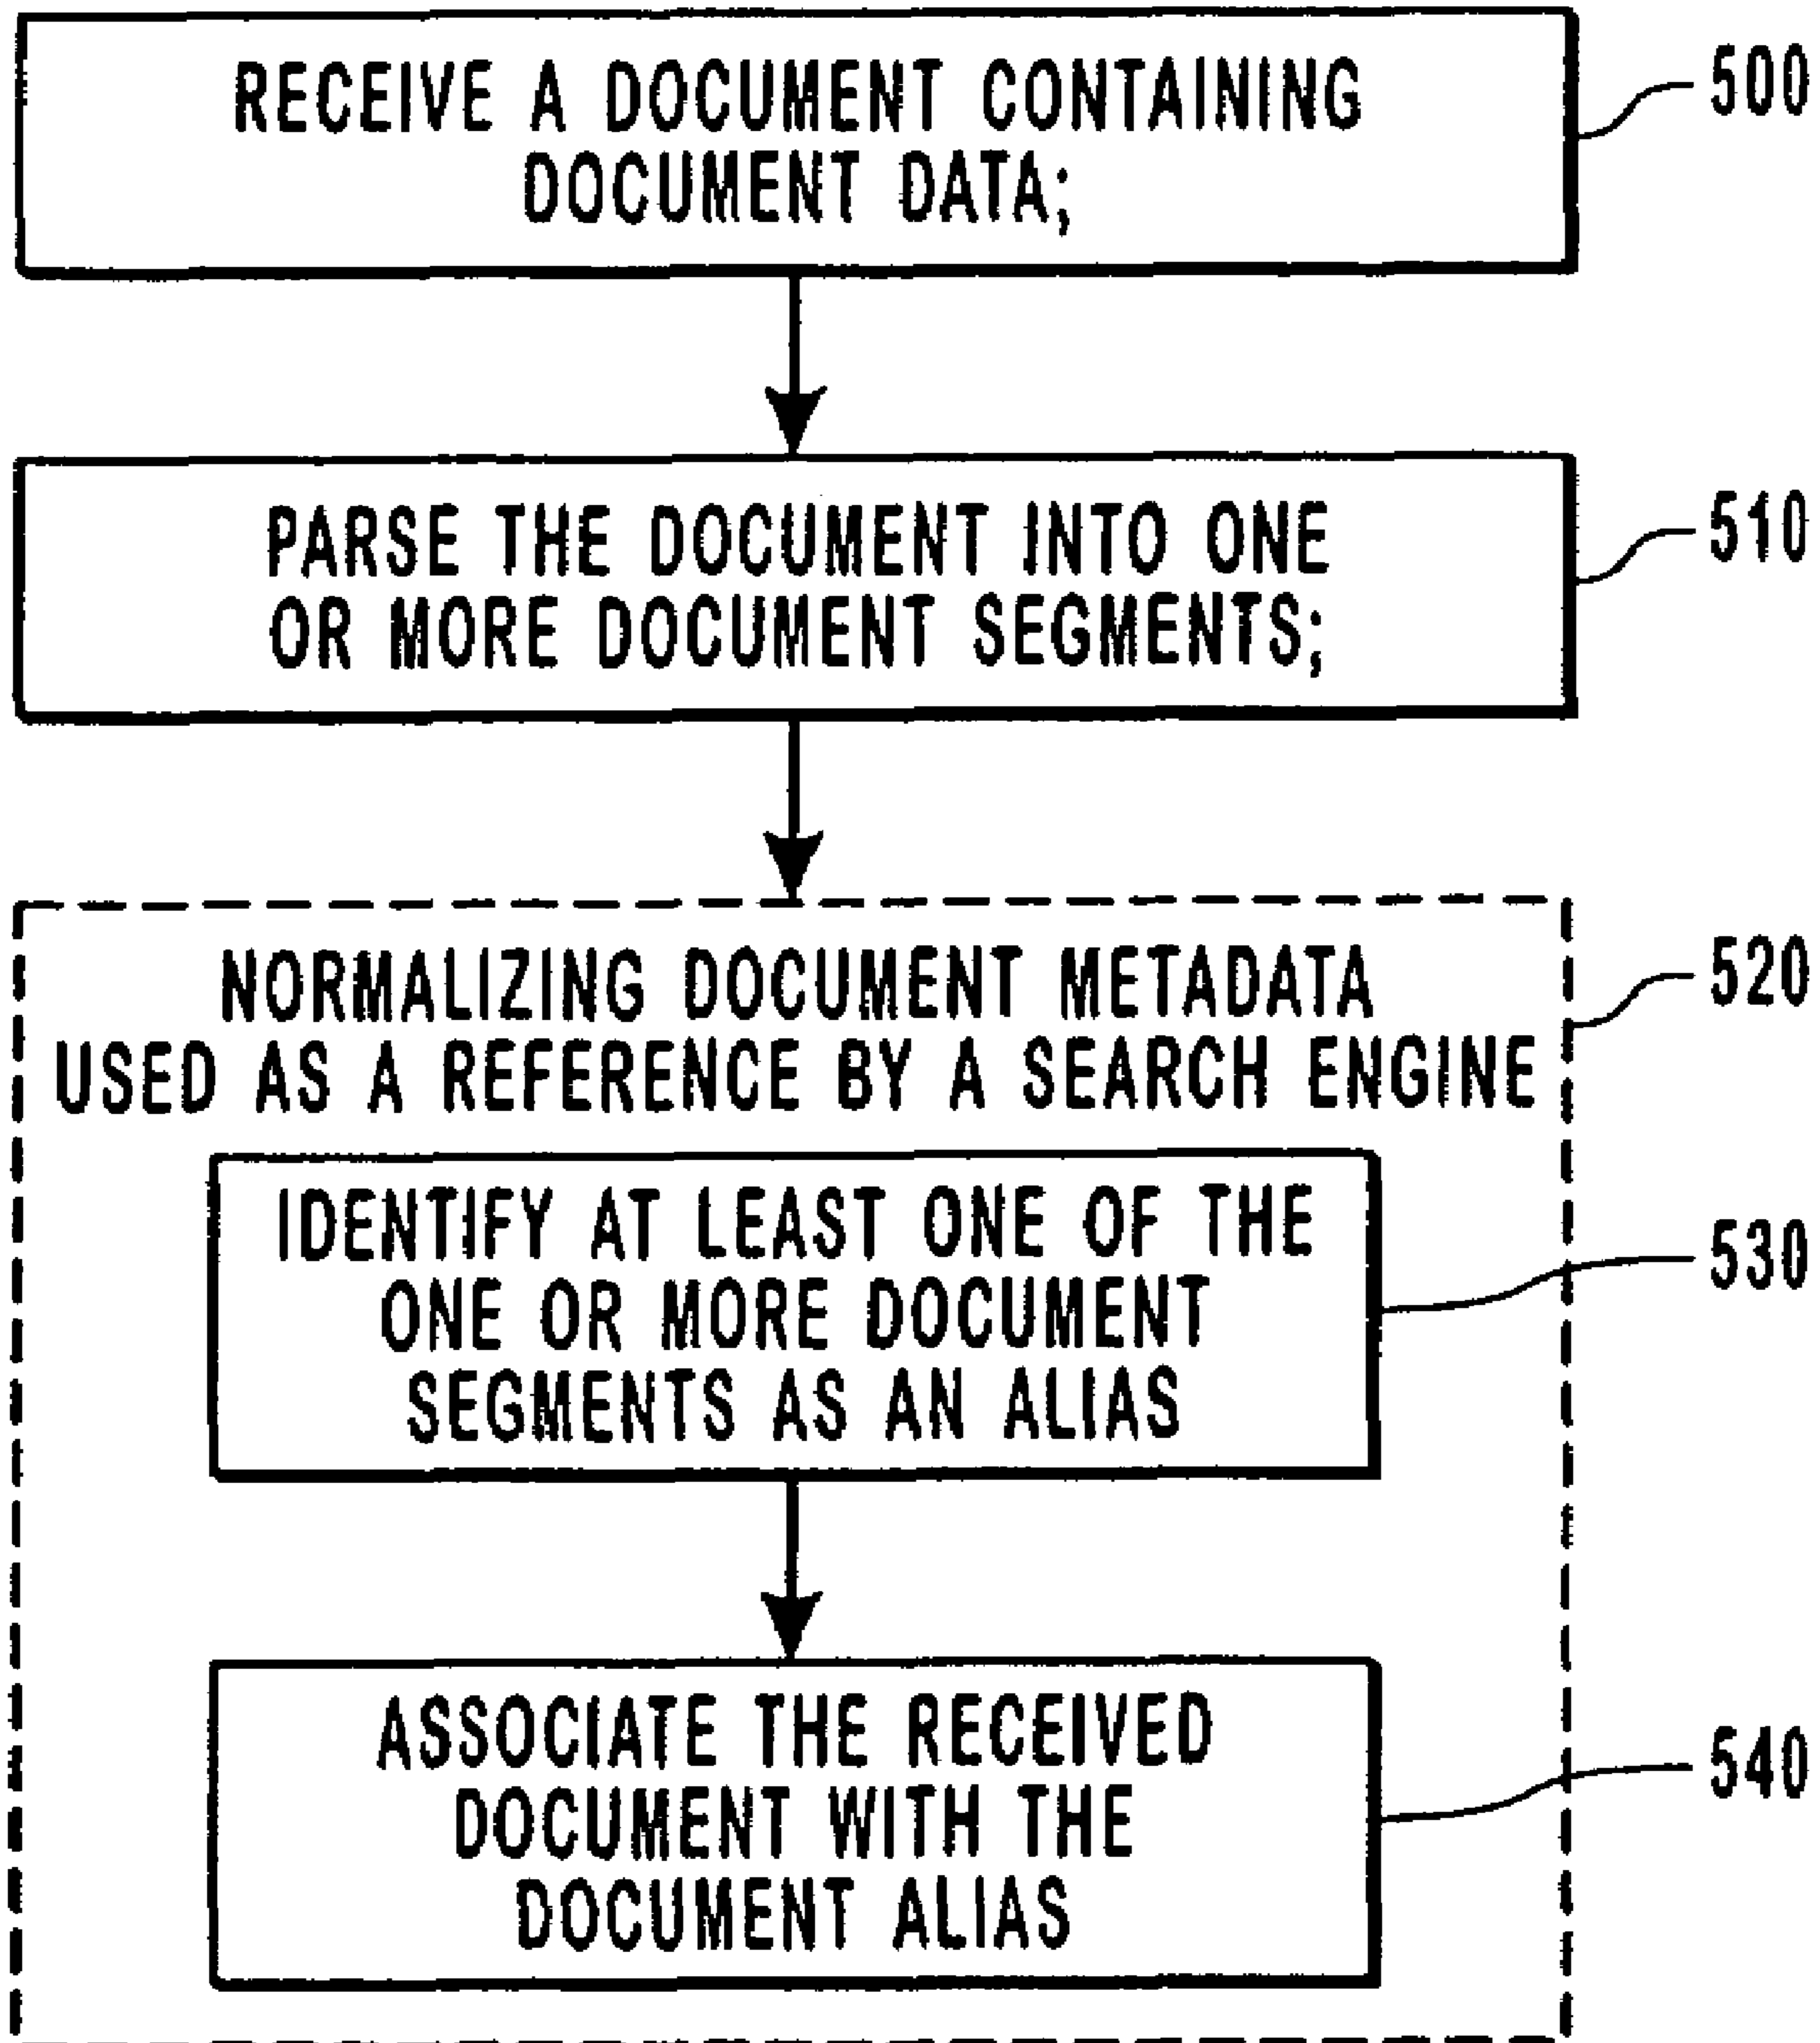 RECEIVE A DOCUMENT CONTAINING
DOCUMENT DATA;
500
PARSE THE DOCUMENT INTO ONE
OR MORE DOCUMENT SEGMENTS;
510
NORMALIZING DOCUMENT METADATA
USED AS A REFERENCE BY A SEARCH ENGINE
520
IDENTIFY AT LEAST ONE OF THE
ONE OR MORE DOCUMENT
SEGMENTS AS AN ALIAS
530
ASSOCIATE THE RECEIVED
DOCUMENT WITH THE
DOCUMENT ALIAS
540